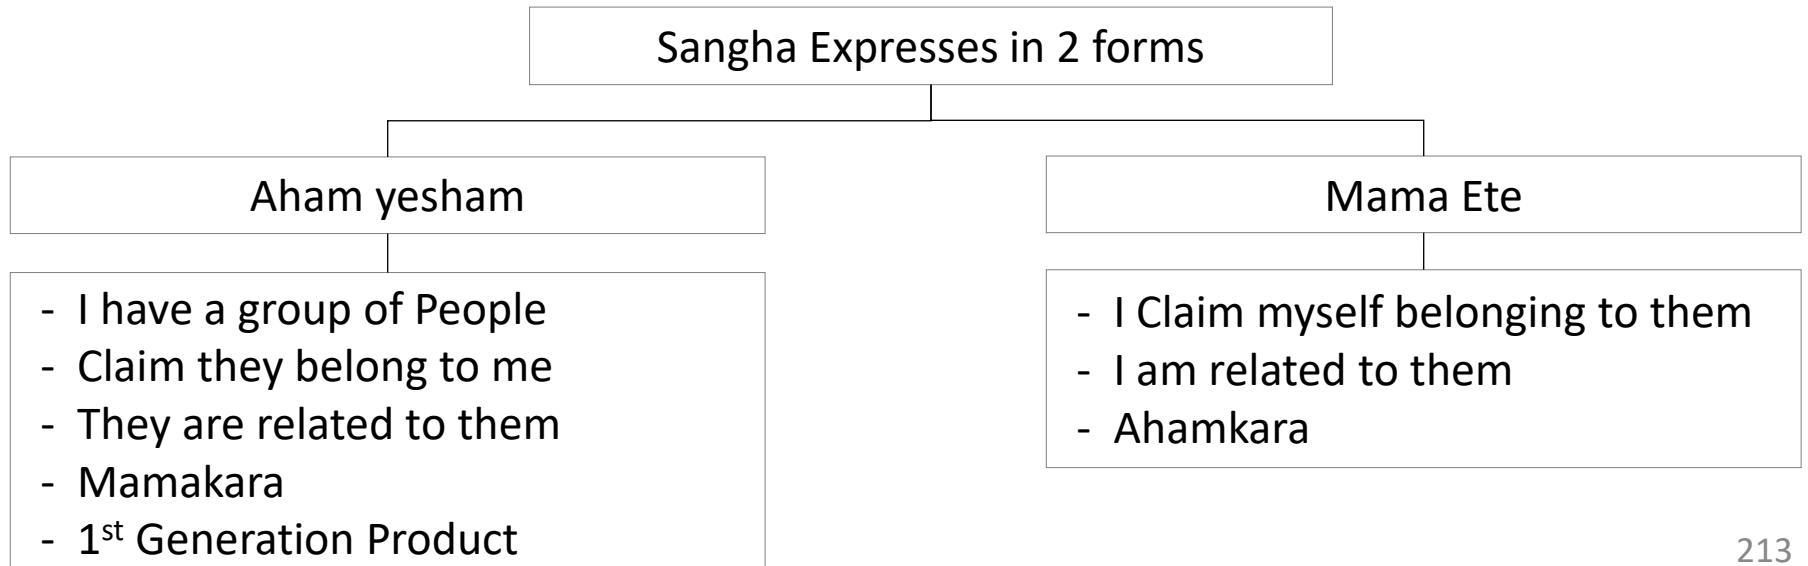 Sangha Expresses in 2 forms
Aham yesham
- I have a group of People
- Claim they belong to me
- They are related to them
- Mamakara
- 1st Generation Product
Mama Ete
- I Claim myself belonging to them
- I am related to them
- Ahamkara
213